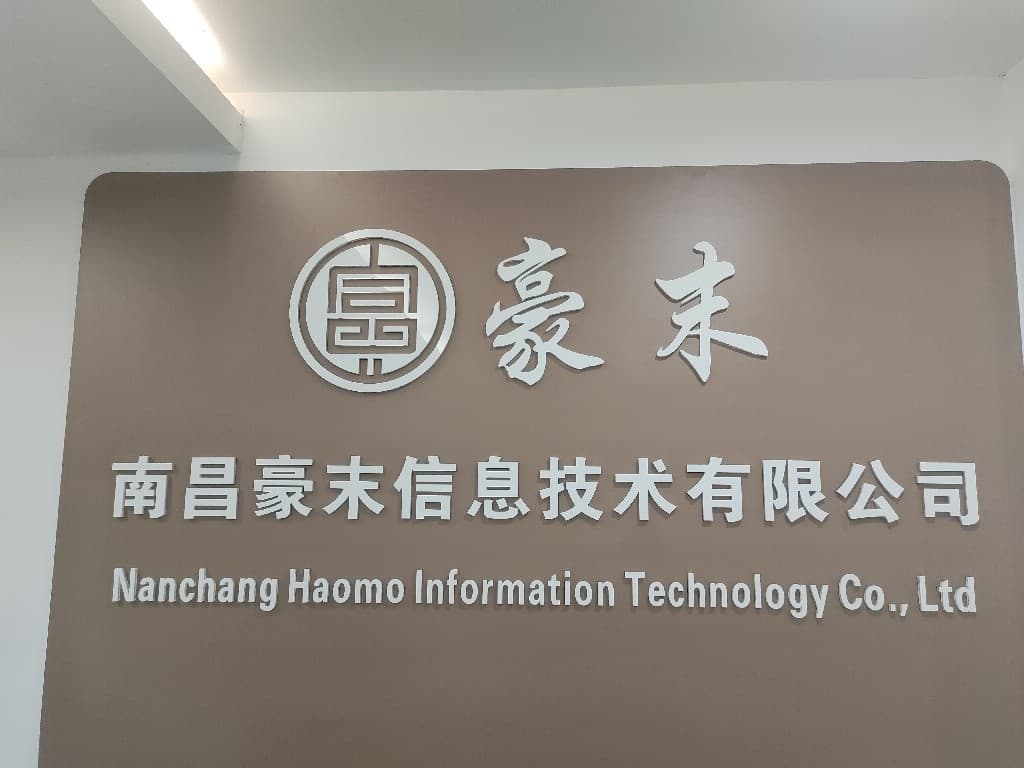 豪末
南昌豪末信息技术有限公司
Nanchang Haomo Information Technology Co., Ltd